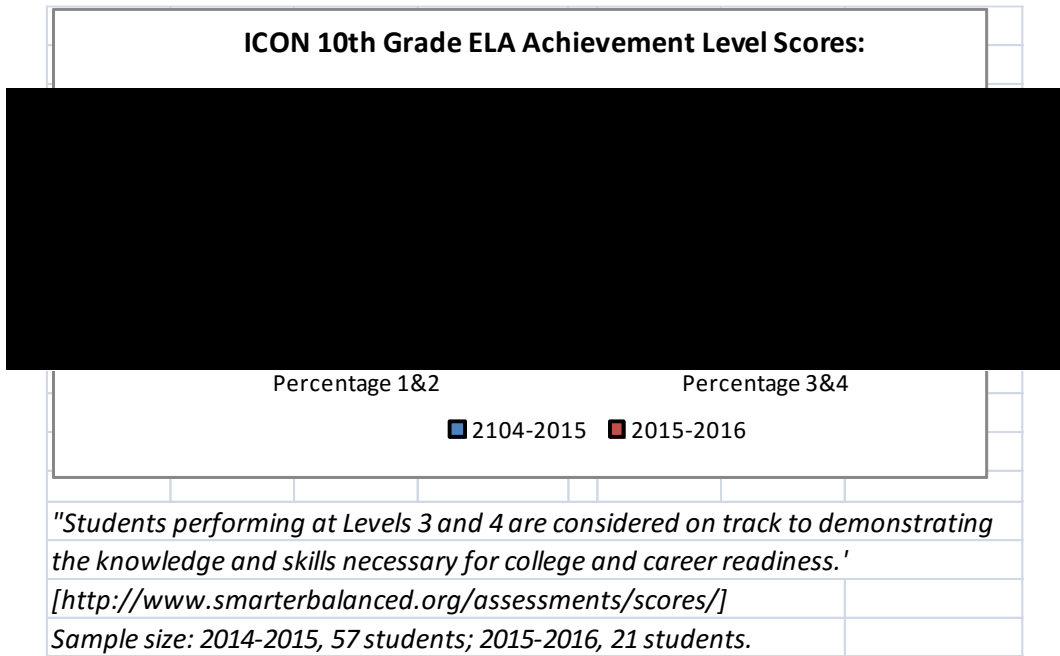 ICON 10th Grade ELA Achievement Level Scores:
Percentage 1&2 Percentage 3&4
2104-2015 2015-2016
"Students performing at Levels 3 and 4 are considered on track to demonstrating
the knowledge and skills necessary for college and career readiness.'
[http://www.smarterbalanced.org/assessments/scores/]
Sample size: 2014-2015, 57 students; 2015-2016, 21 students.